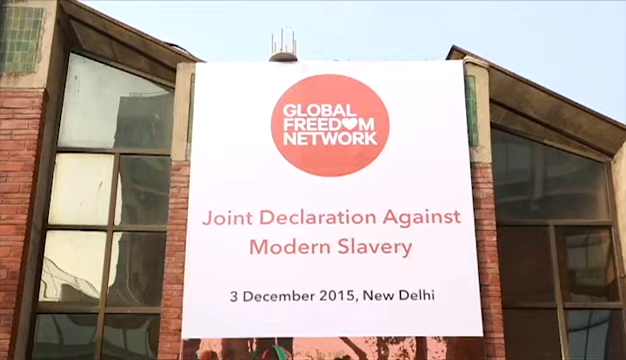 GLOBAL
FREEDOM
NETWORK
Joint Declaration Against
Modern Slavery
3 December 2015, New Delhi